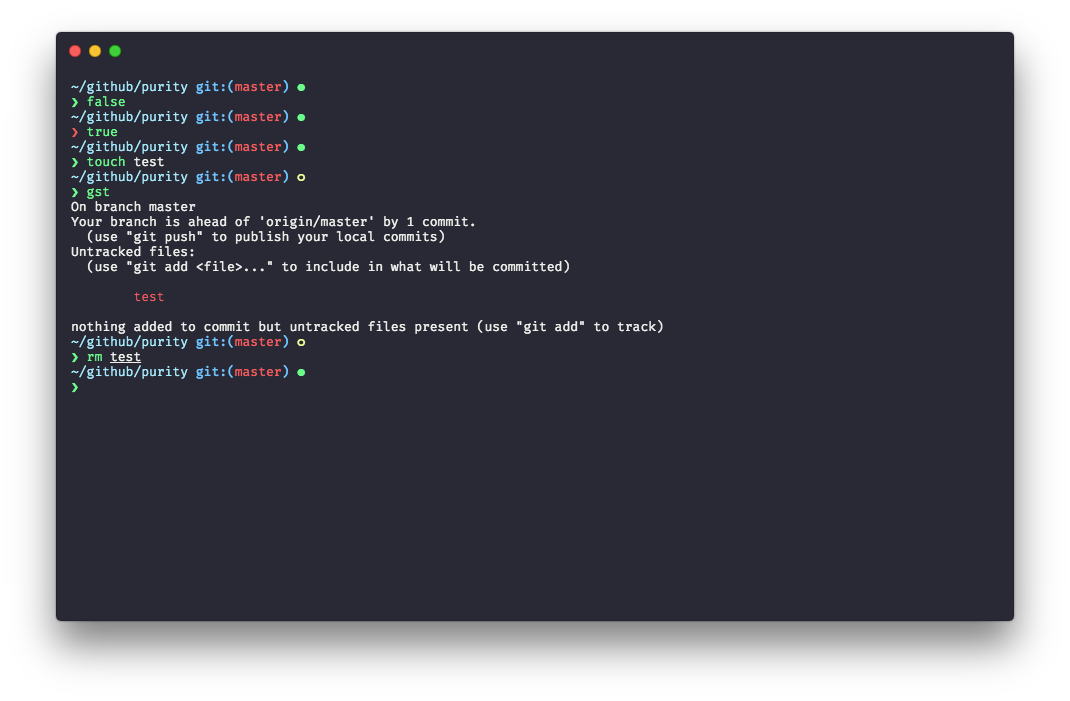 ~/github/purity git:(master) ●
❯ false
~/github/purity git:(master) ●
❯ true
~/github/purity git:(master) ●
❯ touch test
~/github/purity git:(master) ○
❯ gst
On branch master
Your branch is ahead of 'origin/master' by 1 commit.
  (use "git push" to publish your local commits)
Untracked files:
  (use "git add <file>..." to include in what will be committed)
        test
nothing added to commit but untracked files present (use "git add" to track)
~/github/purity git:(master) ○
❯ rm test
~/github/purity git:(master) ●
❯